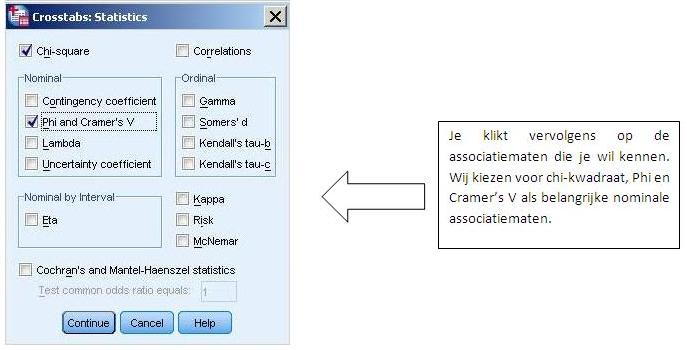 Crosstabs: Statistics
Chi-square
Correlations
Nominal
Contingency coefficient
Phi and Cramer's V
Lambda
Uncertainty coefficient
Ordinal
Gamma
Somers' d
Kendall's tau-b
Kendall's tau-c
Nominal by Interval
Eta
Kappa
Risk
McNemar
Cochran's and Mantel-Haenszel statistics
Test common odds ratio equals: 1
Continue
Cancel
Help
Je klikt vervolgens op de
associatiematen die je wil kennen.
Wij kiezen voor chi-kwadraat, Phi en
Cramer’s V als belangrijke nominale
associatiematen.